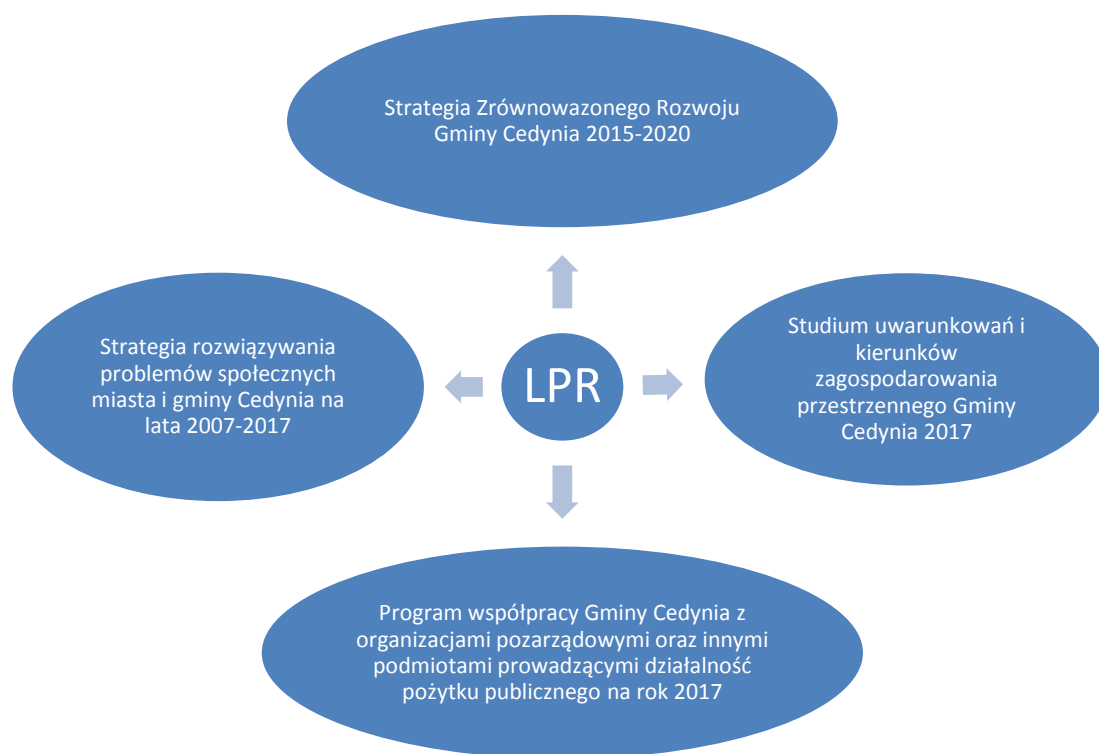 Strategia Zrównowazonego Rozwoju
Gminy Cedynia 2015-2020
Strategia rozwiązywania
problemów społecznych
miasta i gminy Cedynia na
lata 2007-2017
LPR
Studium uwarunkowań i
kierunków
zagospodarowania
przestrzennego Gminy
Cedynia 2017
Program współpracy Gminy Cedynia z
organizacjami pozarządowymi oraz innymi
podmiotami prowadzącymi działalność
pożytku publicznego na rok 2017